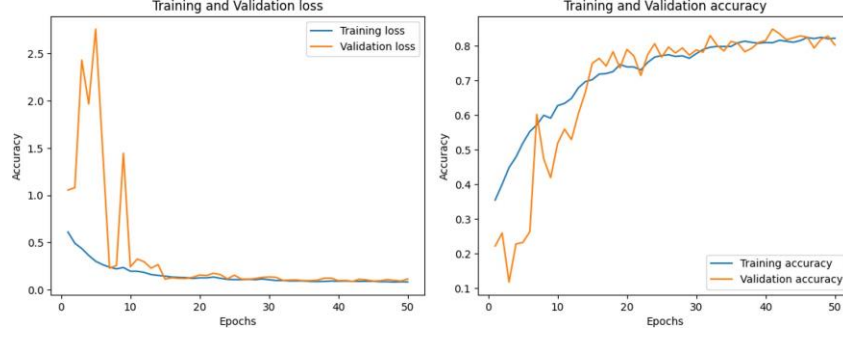 Training and Validation loss
Training loss
Validation loss
2.5
2.0
1.5
1.0
0.5
0.0
Accuracy
0 10 20 30 40 50
Epochs
Training and Validation accuracy
0.8
0.7
0.6
0.5
0.4
0.3
0.2
0.1
Accuracy
Training accuracy
Validation accuracy
0 10 20 30 40 50
Epochs